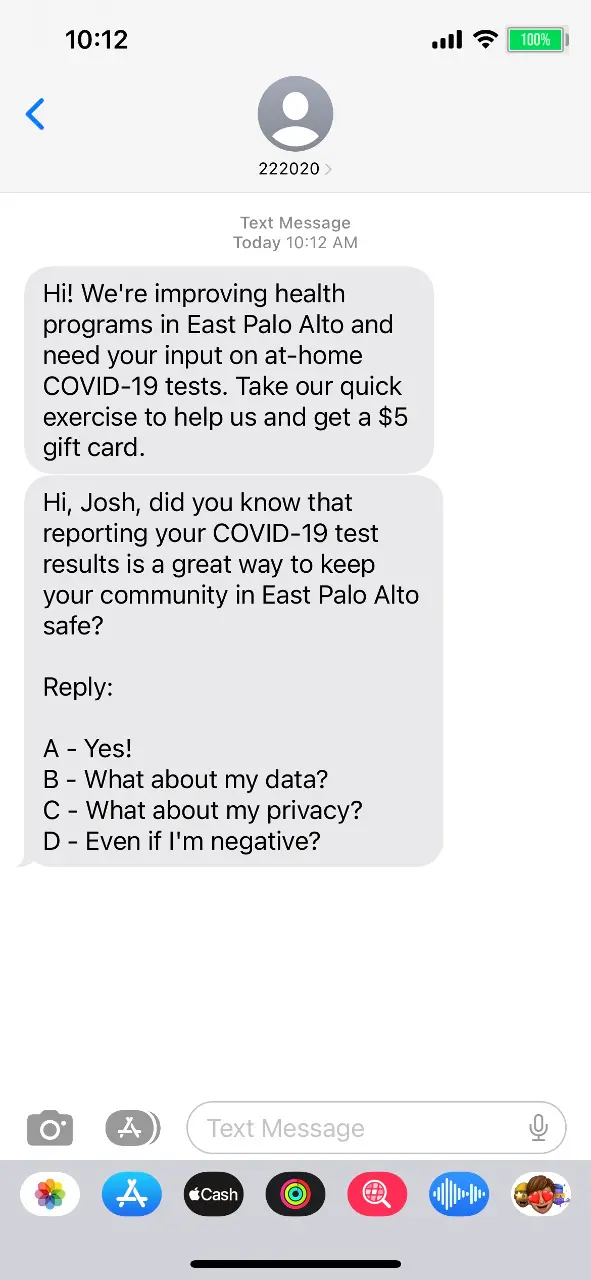 10:12
100%
222020
Text Message
Today 10:12 AM
Hi! We're improving health
programs in East Palo Alto and
need your input on at-home
COVID-19 tests. Take our quick
exercise to help us and get a $5
gift card.
Hi, Josh, did you know that
reporting your COVID-19 test
results is a great way to keep
your community in East Palo Alto
safe?
Reply:
A - Yes!
B - What about my data?
C - What about my privacy?
D - Even if I'm negative?
Text Message
Cash